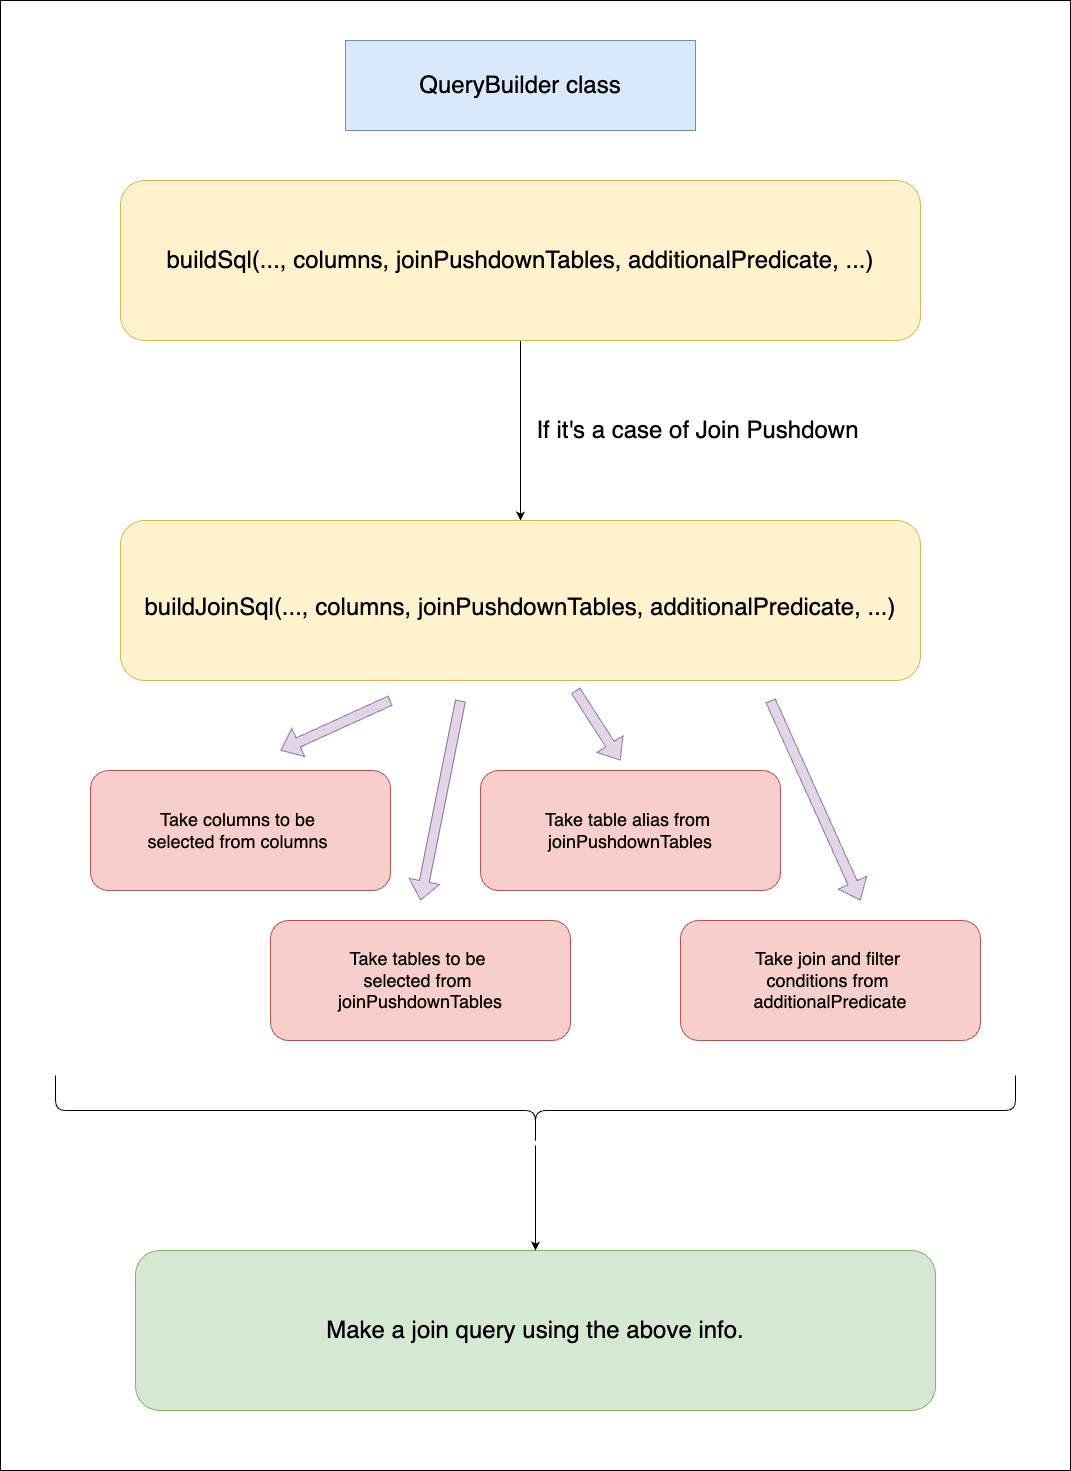 QueryBuilder class
buildSql(..., columns, joinPushdownTables, additionalPredicate, ...)
If it's a case of Join Pushdown
buildJoinSql(..., columns, joinPushdownTables, additionalPredicate, ...)
Take columns to be
selected from columns
Take table alias from
joinPushdownTables
Take tables to be
selected from
joinPushdownTables
Take join and filter
conditions from
additionalPredicate
Make a join query using the above info.